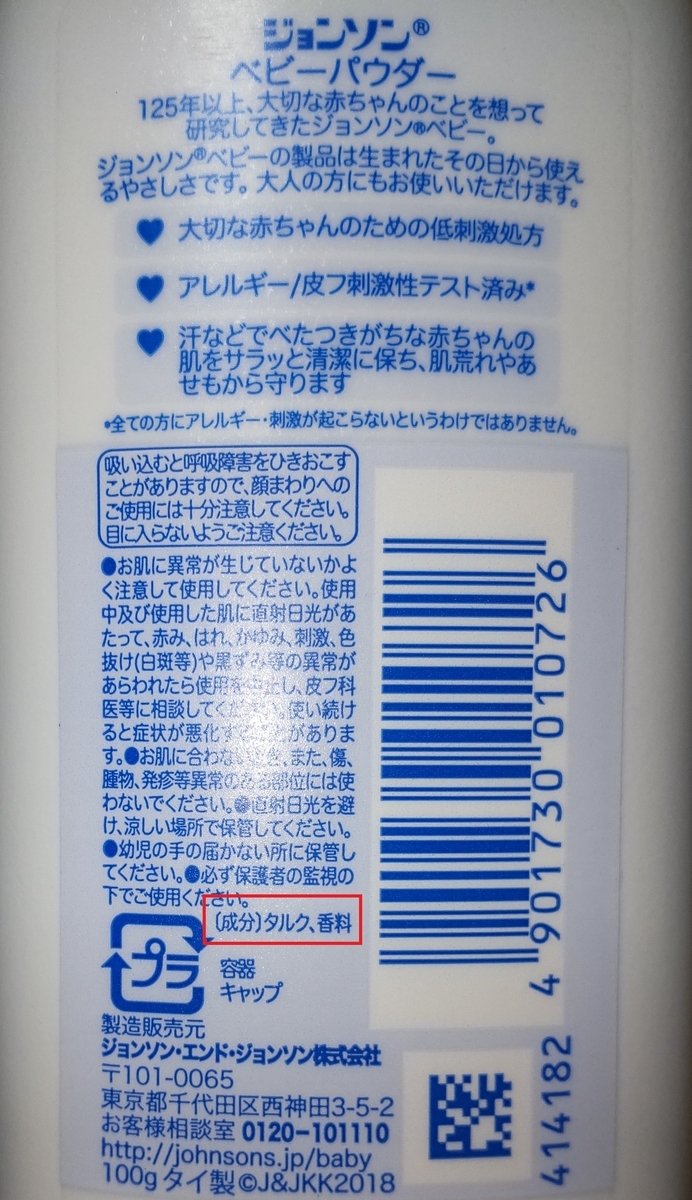 ジョンソン®
ベビーパウダー
125年以上、大切な赤ちゃんのことを想って
研究してきたジョンソン®ベビー。
ジョンソン®ベビーの製品は生まれたその日から使え
るやさしさです。大人の方にもお使いいただけます。
♥ 大切な赤ちゃんのための低刺激処方
♥ アレルギー/皮フ刺激性テスト済み*
♥ 汗などでべたつきがちな赤ちゃんの
肌をサラッと清潔に保ち、肌荒れやあ
せもから守ります
*全ての方にアレルギー・刺激が起こらないというわけではありません。
吸い込むと呼吸障害をひきおこす
ことがありますので、顔まわりへの
ご使用には十分注意してください。
目に入らないようご注意ください。
●お肌に異常が生じていないかよ
く注意して使用してください。使用
中及び使用した肌に直射日光があ
たって、赤み、はれ、かゆみ、刺激、色
抜け(白斑等)や黒ずみ等の異常が
あらわれたら使用を中止し、皮フ科
医等に相談してください。使い続け
ると症状が悪化することがありま
す。●お肌に合わないとき、また、傷、
腫物、発疹等異常のある部位には使
わないでください。●直射日光を避
け、涼しい場所で保管してください。
●幼児の手の届かない所に保管し
てください。●必ず保護者の監視の
下でご使用ください。
〔成分〕タルク、香料
プラ
容器
キャップ
製造販売元
ジョンソン・エンド・ジョンソン株式会社
〒101-0065
東京都千代田区西神田3-5-2
お客様相談室 0120-101110
http://johnsons.jp/baby
100g タイ製 ©J&JKK2018
4 901730 010726
414182